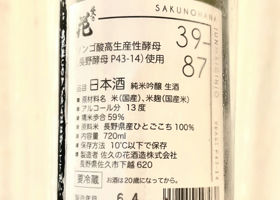 SAKUNOHANA
花
JUNMAIGINJO
リンゴ酸高生産性酵母
長野酵母 P43-14)使用
39-
87
品目 日本酒 純米吟醸 生酒
●原材料名 米(国産)、米麹(国産米)
●アルコール分 13度
●精米歩合 59%
●原料米 長野県産ひとごこち 100%
●内容量 720ml
●保存方法 10℃以下で保存
●製造者 佐久の花酒造株式会社
長野県佐久市下越 620
要冷蔵
お酒は20歳になってから。
6.4